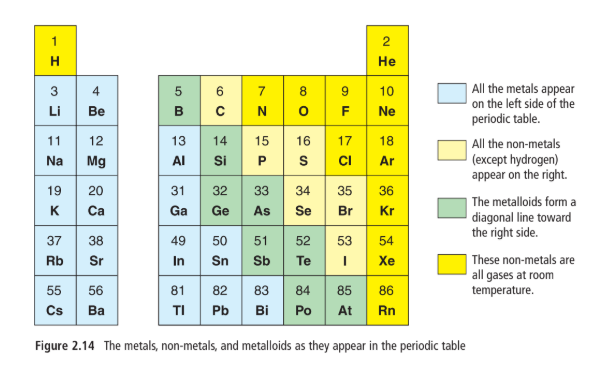 1 2
H He
3 4 5 6 7 8 9 10
Li Be B C N O F Ne
11 12 13 14 15 16 17 18
Na Mg Al Si P S Cl Ar
19 20 31 32 33 34 35 36
K Ca Ga Ge As Se Br Kr
37 38 49 50 51 52 53 54
Rb Sr In Sn Sb Te I Xe
55 56 81 82 83 84 85 86
Cs Ba Tl Pb Bi Po At Rn
All the metals appear
on the left side of the
periodic table.
All the non-metals
(except hydrogen)
appear on the right.
The metalloids form a
diagonal line toward
the right side.
These non-metals are
all gases at room
temperature.
Figure 2.14 The metals, non-metals, and metalloids as they appear in the periodic table